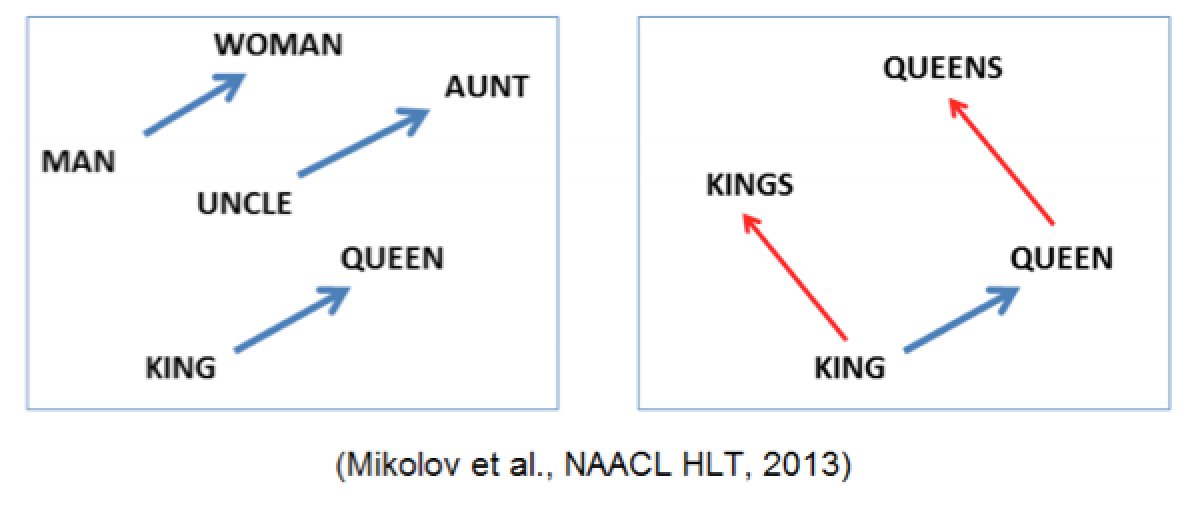 WOMAN
AUNT
MAN
UNCLE
QUEEN
KING
QUEENS
KINGS
QUEEN
KING
(Mikolov et al., NAACL HLT, 2013)